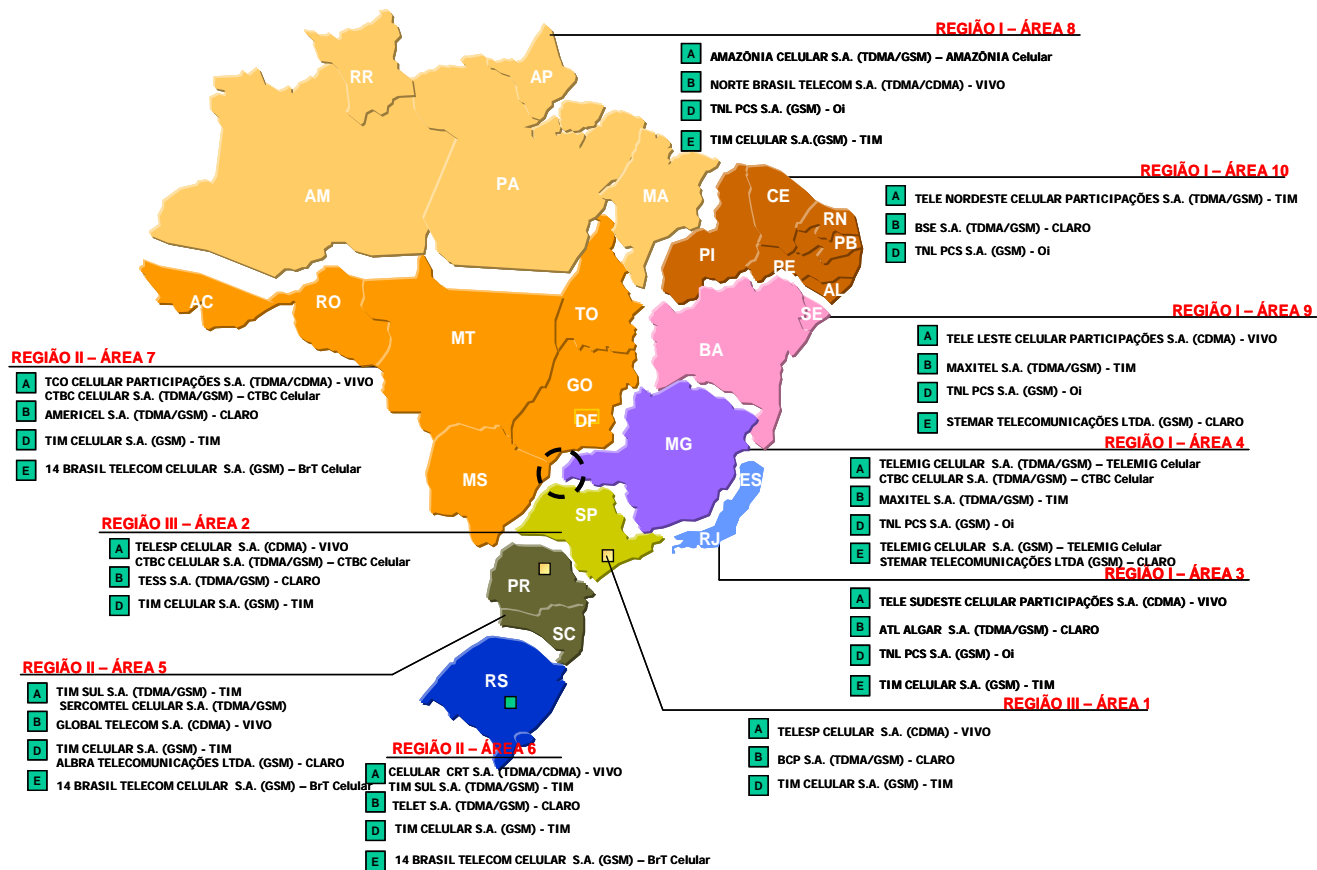 REGIÃO I – ÁREA 8
A AMAZÔNIA CELULAR S.A. (TDMA/GSM) – AMAZÔNIA Celular
B NORTE BRASIL TELECOM S.A. (TDMA/CDMA) - VIVO
D TNL PCS S.A. (GSM) - Oi
E TIM CELULAR S.A.(GSM) - TIM
REGIÃO I – ÁREA 10
A TELE NORDESTE CELULAR PARTICIPAÇÕES S.A. (TDMA/GSM) - TIM
B BSE S.A. (TDMA/GSM) - CLARO
D TNL PCS S.A. (GSM) - Oi
REGIÃO I – ÁREA 9
A TELE LESTE CELULAR PARTICIPAÇÕES S.A. (CDMA) - VIVO
B MAXITEL S.A. (TDMA/GSM) - TIM
D TNL PCS S.A. (GSM) - Oi
E STEMAR TELECOMUNICAÇÕES LTDA. (GSM) - CLARO
REGIÃO I – ÁREA 4
A TELEMIG CELULAR S.A. (TDMA/GSM) – TELEMIG Celular
CTBC CELULAR S.A. (TDMA/GSM) – CTBC Celular
B MAXITEL S.A. (TDMA/GSM) - TIM
D TNL PCS S.A. (GSM) - Oi
E TELEMIG CELULAR S.A. (GSM) – TELEMIG Celular
STEMAR TELECOMUNICAÇÕES LTDA (GSM) – CLARO
REGIÃO I – ÁREA 3
A TELE SUDESTE CELULAR PARTICIPAÇÕES S.A. (CDMA) - VIVO
B ATL ALGAR S.A. (TDMA/GSM) - CLARO
D TNL PCS S.A. (GSM) - Oi
E TIM CELULAR S.A. (GSM) - TIM
REGIÃO III – ÁREA 1
A TELESP CELULAR S.A. (CDMA) - VIVO
B BCP S.A. (TDMA/GSM) - CLARO
D TIM CELULAR S.A. (GSM) - TIM
REGIÃO II – ÁREA 7
A TCO CELULAR PARTICIPAÇÕES S.A. (TDMA/CDMA) - VIVO
CTBC CELULAR S.A. (TDMA/GSM) – CTBC Celular
B AMERICEL S.A. (TDMA/GSM) - CLARO
D TIM CELULAR S.A. (GSM) - TIM
E 14 BRASIL TELECOM CELULAR S.A. (GSM) – BrT Celular
REGIÃO III – ÁREA 2
A TELESP CELULAR S.A. (CDMA) - VIVO
CTBC CELULAR S.A. (TDMA/GSM) – CTBC Celular
B TESS S.A. (TDMA/GSM) - CLARO
D TIM CELULAR S.A. (GSM) - TIM
REGIÃO II – ÁREA 5
A TIM SUL S.A. (TDMA/GSM) - TIM
SERCOMTEL CELULAR S.A. (TDMA/GSM)
B GLOBAL TELECOM S.A. (CDMA) - VIVO
D TIM CELULAR S.A. (GSM) - TIM
ALBRA TELECOMUNICAÇÕES LTDA. (GSM) - CLARO
E 14 BRASIL TELECOM CELULAR S.A. (GSM) – BrT Celular
REGIÃO II – ÁREA 6
A CELULAR CRT S.A. (TDMA/CDMA) - VIVO
TIM SUL S.A. (TDMA/GSM) - TIM
B TELET S.A. (TDMA/GSM) - CLARO
D TIM CELULAR S.A. (GSM) - TIM
E 14 BRASIL TELECOM CELULAR S.A. (GSM) – BrT Celular
RR
AP
AM
PA
MA
CE
RN
PB
PI
PE
AL
SE
AC
RO
MT
TO
BA
GO
DF
MG
MS
ES
SP
RJ
PR
SC
RS